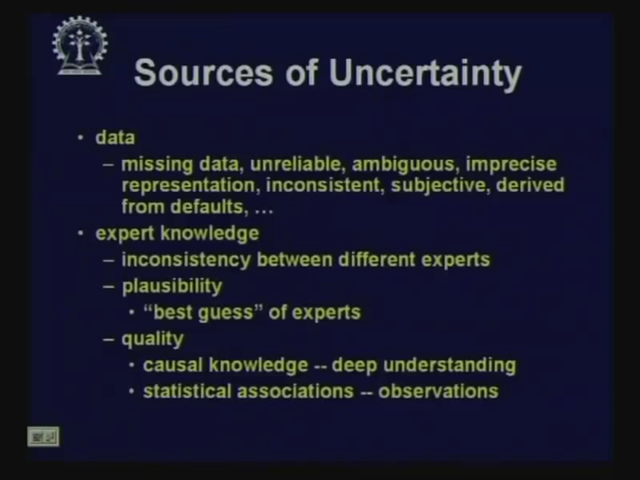 Sources of Uncertainty
• data
– missing data, unreliable, ambiguous, imprecise
representation, inconsistent, subjective, derived
from defaults, …
• expert knowledge
– inconsistency between different experts
– plausibility
• “best guess” of experts
– quality
• causal knowledge -- deep understanding
• statistical associations -- observations